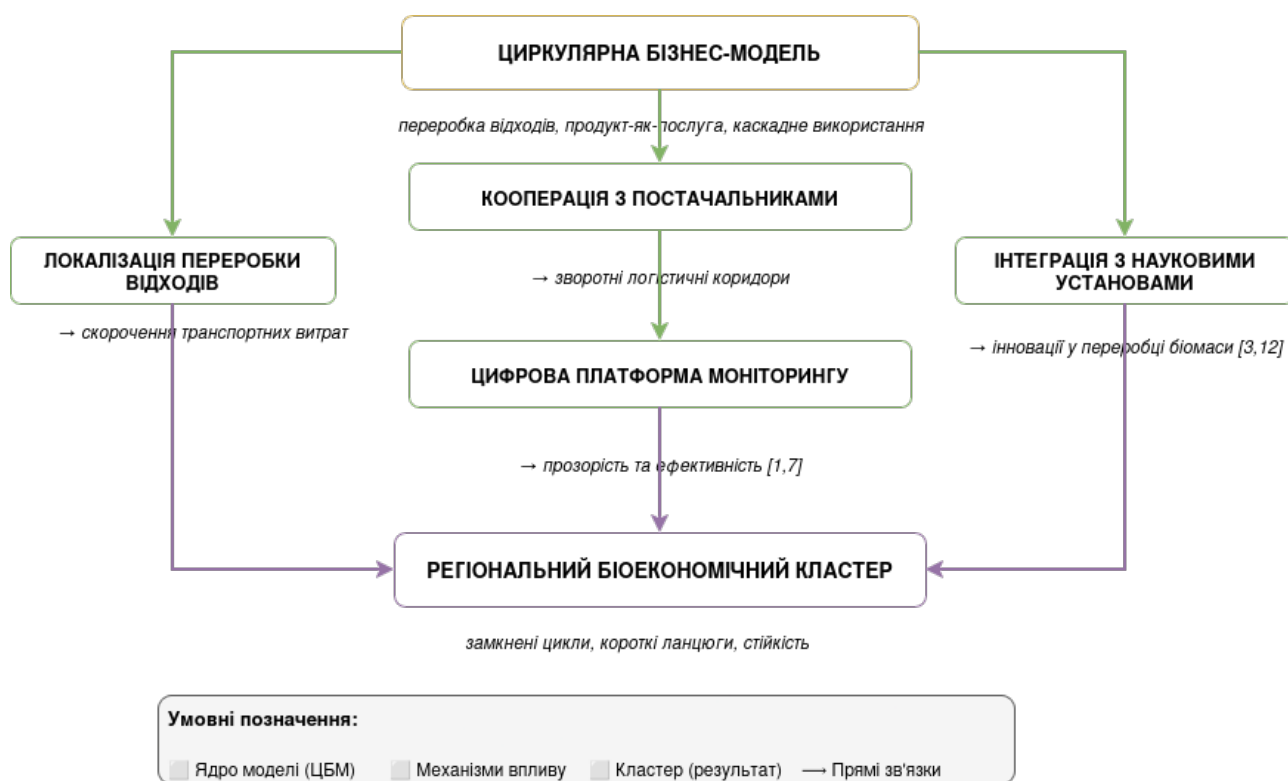 ЦИРКУЛЯРНА БІЗНЕС-МОДЕЛЬ
переробка відходів, продукт-як-послуга, каскадне використання
КООПЕРАЦІЯ З ПОСТАЧАЛЬНИКАМИ
ЛОКАЛІЗАЦІЯ ПЕРЕРОБКИ
ВІДХОДІВ
ІНТЕГРАЦІЯ З НАУКОВИМИ
УСТАНОВАМИ
→ зворотні логістичні коридори
→ скорочення транспортних витрат
→ інновації у переробці біомаси [3,12]
ЦИФРОВА ПЛАТФОРМА МОНІТОРИНГУ
→ прозорість та ефективність [1,7]
РЕГІОНАЛЬНИЙ БІОЕКОНОМІЧНИЙ КЛАСТЕР
замкнені цикли, короткі ланцюги, стійкість
Умовні позначення:
⬜ Ядро моделі (ЦБМ) ⬜ Механізми впливу ⬜ Кластер (результат) ⟶ Прямі зв'язки